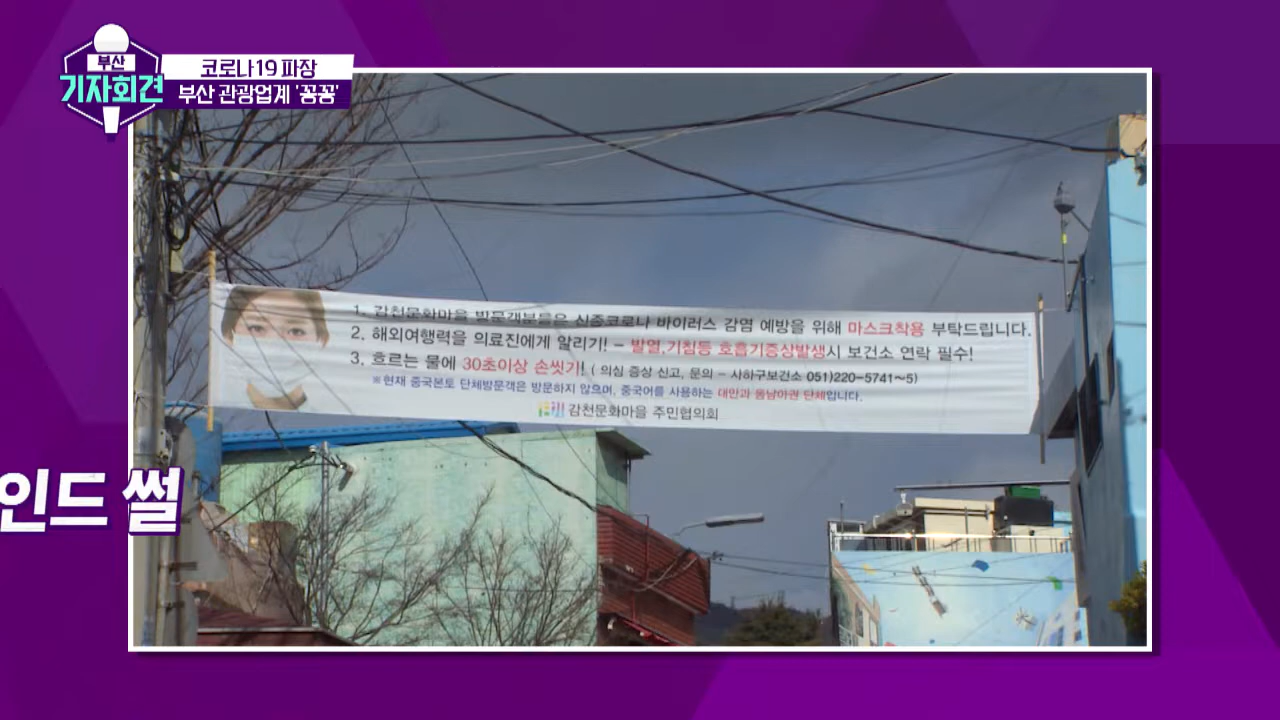 부산
기자회견
코로나19 파장
부산 관광업계 '꽁꽁'
1. 감천문화마을 방문객분들은 신종코로나 바이러스 감염 예방을 위해 마스크착용 부탁드립니다.
2. 해외여행력을 의료진에게 알리기! - 발열,기침등 호흡기증상발생시 보건소 연락 필수!
3. 흐르는 물에 30초이상 손씻기! ( 의심 증상 신고, 문의 - 사하구보건소 051)220-5741~5)
※현재 중국본토 단체방문객은 방문하지 않으며, 중국어를 사용하는 대만과 동남아권 단체입니다.
감천문화마을 주민협의회
인드 썰